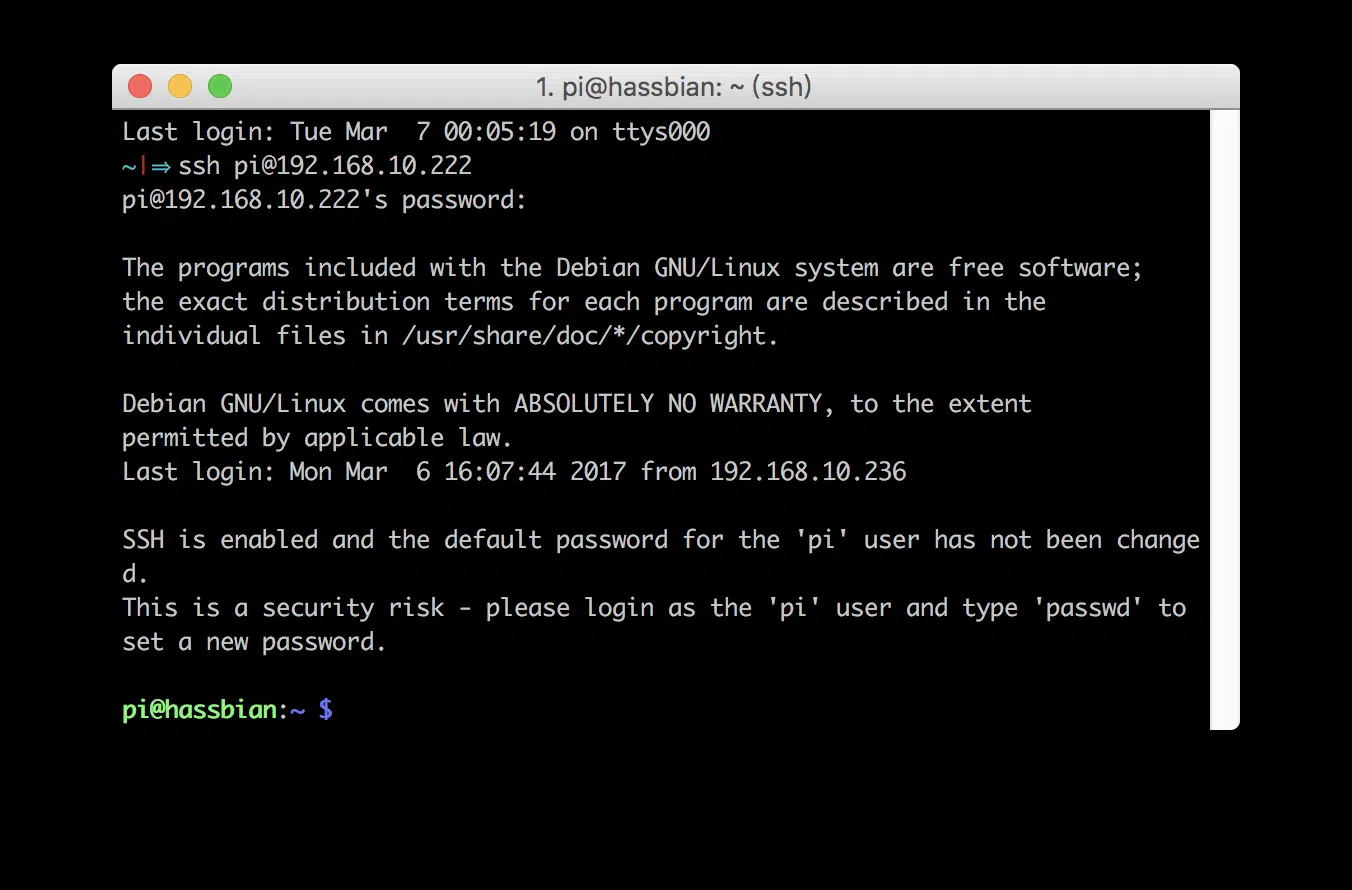 1. pi@hassbian: ~ (ssh)
Last login: Tue Mar  7 00:05:19 on ttys000
~|⇒ ssh pi@192.168.10.222
pi@192.168.10.222's password:
The programs included with the Debian GNU/Linux system are free software;
the exact distribution terms for each program are described in the
individual files in /usr/share/doc/*/copyright.
Debian GNU/Linux comes with ABSOLUTELY NO WARRANTY, to the extent
permitted by applicable law.
Last login: Mon Mar  6 16:07:44 2017 from 192.168.10.236
SSH is enabled and the default password for the 'pi' user has not been change
d.
This is a security risk - please login as the 'pi' user and type 'passwd' to
set a new password.
pi@hassbian:~ $